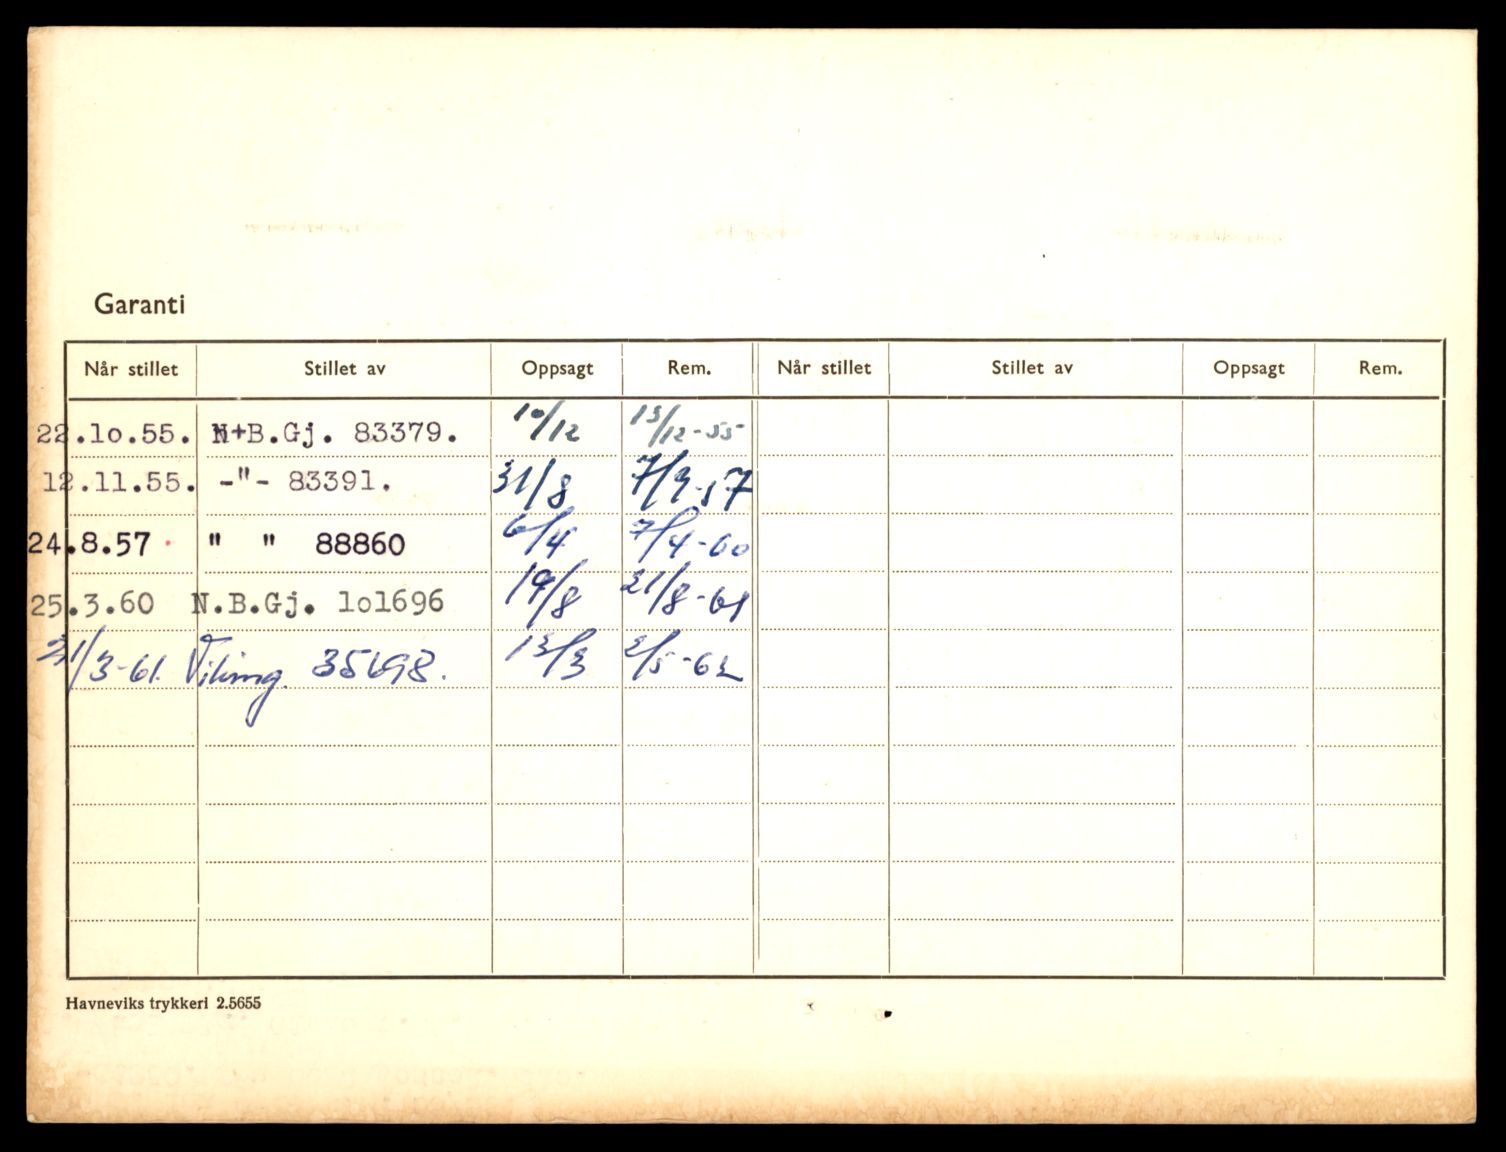 Garanti
Når stillet Stillet av Oppsagt Rem. Når stillet Stillet av Oppsagt Rem.
22.10.55. N+B.Gj. 83379. 10/12 13/12-55
12.11.55. -"- 83391. 31/8 7/9-57
24.8.57 " " 88860 6/4 7/4-60
25.3.60 N.B.Gj. 1o1696 19/8 21/8-61
21/3-61. Viking. 35698. 13/3 2/5-62
Havneviks trykkeri 2.5655